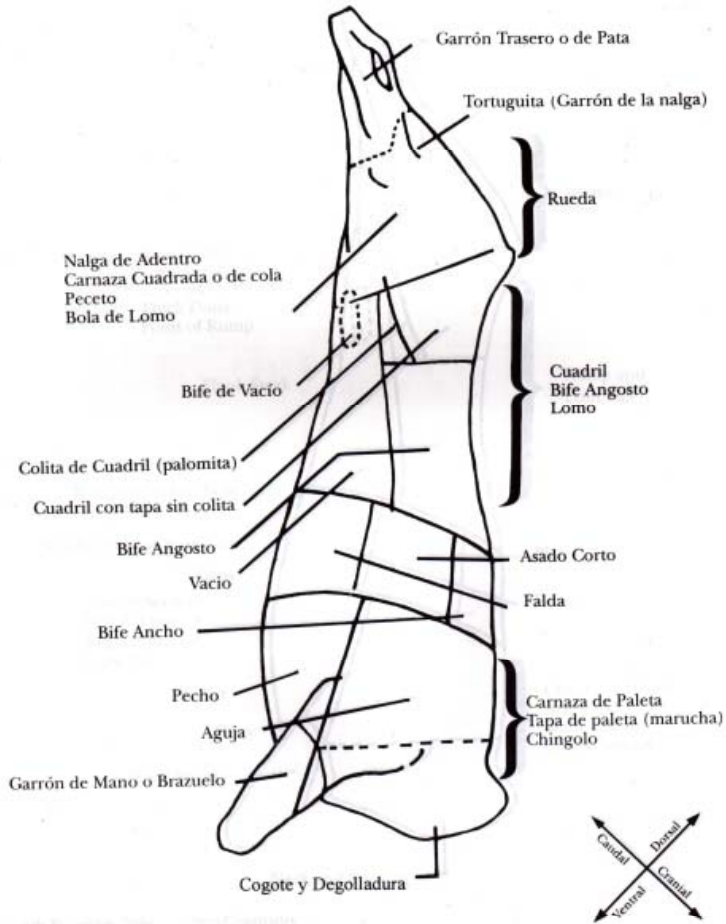 Garrón Trasero o de Pata
Tortuguita (Garrón de la nalga)
Rueda
Nalga de Adentro
Carnaza Cuadrada o de cola
Peceto
Bola de Lomo
Bife de Vacío
Cuadril
Bife Angosto
Lomo
Colita de Cuadril (palomita)
Cuadril con tapa sin colita
Bife Angosto
Vacio
Asado Corto
Falda
Bife Ancho
Pecho
Aguja
Carnaza de Paleta
Tapa de paleta (marucha)
Chingolo
Garrón de Mano o Brazuelo
Cogote y Degolladura
Caudal
Dorsal
Ventral
Cranial